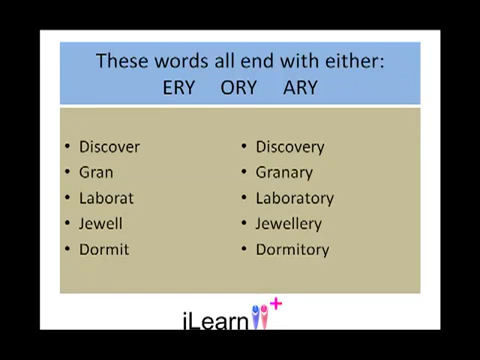 These words all end with either:
ERY ORY ARY
• Discover
• Gran
• Laborat
• Jewell
• Dormit
• Discovery
• Granary
• Laboratory
• Jewellery
• Dormitory
iLearn